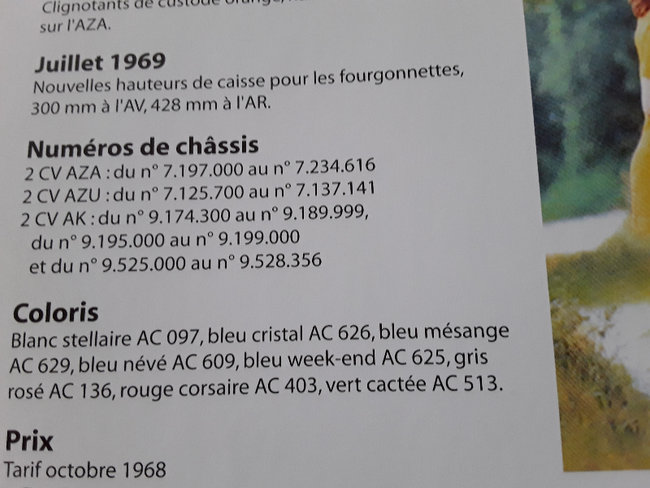 Clignotants de custode orange,
sur l'AZA.
Juillet 1969
Nouvelles hauteurs de caisse pour les fourgonnettes,
300 mm à l'AV, 428 mm à l'AR.
Numéros de châssis
2 CV AZA : du n° 7.197.000 au n° 7.234.616
2 CV AZU : du n° 7.125.700 au n° 7.137.141
2 CV AK : du n° 9.174.300 au n° 9.189.999,
du n° 9.195.000 au n° 9.199.000
et du n° 9.525.000 au n° 9.528.356
Coloris
Blanc stellaire AC 097, bleu cristal AC 626, bleu mésange
AC 629, bleu névé AC 609, bleu week-end AC 625, gris
rosé AC 136, rouge corsaire AC 403, vert cactée AC 513.
Prix
Tarif octobre 1968